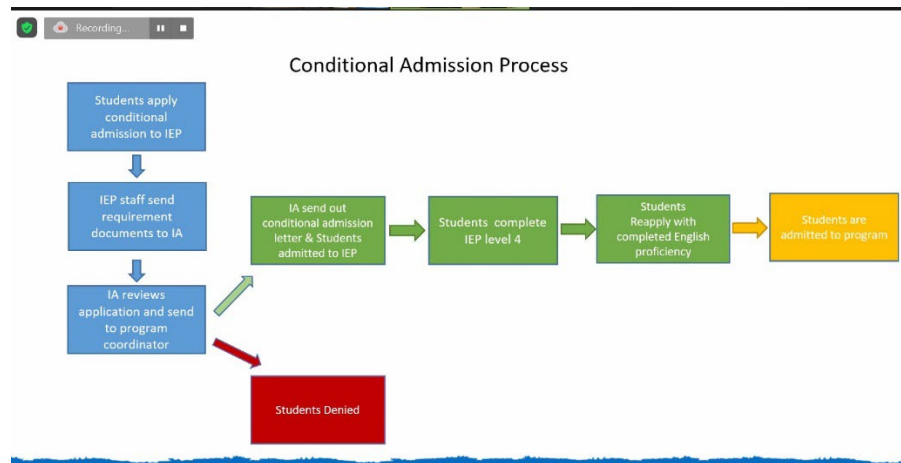 Recording...
Conditional Admission Process
Students apply
conditional
admission to IEP
IEP staff send
requirement
documents to IA
IA reviews
application and send
to program
coordinator
IA send out
conditional admission
letter & Students
admitted to IEP
Students complete
IEP level 4
Students
Reapply with
completed English
proficiency
Students are
admitted to program
Students Denied